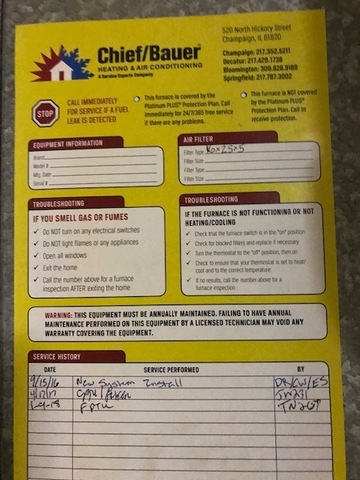 520 North Hickory Street
Champaign, IL 61820
Chief/Bauer
HEATING & AIR CONDITIONING
A Service Experts Company
Champaign: 217.352.5211
Decatur: 217.429.1738
Bloomington: 309.828.9189
Springfield: 217.787.3002
STOP
CALL IMMEDIATELY
FOR SERVICE IF A FUEL
LEAK IS DETECTED
This furnace is covered by the
Platinum PLUS® Protection Plan. Call
immediately for 24/7/365 free service
if there are any problems.
This furnace is NOT covered
by the Platinum PLUS®
Protection Plan. Call to
receive protection.
EQUIPMENT INFORMATION
Brand
Model #
Mfg. Date
Serial #
AIR FILTER
Filter Type 16x25x5
Filter Size
Filter Type
Filter Size
TROUBLESHOOTING
IF YOU SMELL GAS OR FUMES
✓ Do NOT turn on any electrical switches
✓ Do NOT light flames or any appliances
✓ Open all windows
✓ Exit the home
✓ Call the number above for a furnace
inspection AFTER exiting the home
TROUBLESHOOTING
IF THE FURNACE IS NOT FUNCTIONING OR NOT
HEATING/COOLING
✓ Check that the furnace switch is in the "on" position
✓ Check for blocked filters and replace if necessary
✓ Turn the thermostat to the "off" position, then on
✓ Check to ensure that your thermostat is set to heat/
cool and to the correct temperature
✓ If no results, call the number above for a
furnace inspection
WARNING: THIS EQUIPMENT MUST BE ANNUALLY MAINTAINED. FAILING TO HAVE ANNUAL
MAINTENANCE PERFORMED ON THIS EQUIPMENT BY A LICENSED TECHNICIAN MAY VOID ANY
WARRANTY COVERING THE EQUIPMENT.
SERVICE HISTORY
DATE SERVICE PERFORMED BY
9/15/16 New System Install
4/17/17
1-9-18